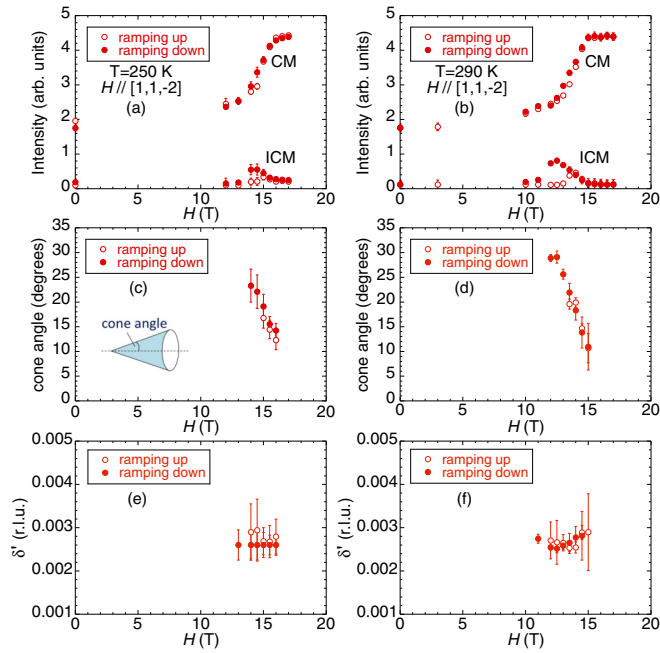 ramping up
ramping down
T=250 K
H // [1,1,-2]
(a)
CM
ICM
Intensity (arb. units)
5
4
3
2
1
0
0
5
10
15
20
H (T)
ramping up
ramping down
T=290 K
H // [1,1,-2]
(b)
CM
ICM
Intensity (arb. units)
5
4
3
2
1
0
0
5
10
15
20
H (T)
ramping up
ramping down
(c)
cone angle
cone angle (degrees)
35
30
25
20
15
10
5
0
0
5
10
15
20
H (T)
ramping up
ramping down
(d)
cone angle (degrees)
35
30
25
20
15
10
5
0
0
5
10
15
20
H (T)
ramping up
ramping down
(e)
δ' (r.l.u.)
0.005
0.004
0.003
0.002
0.001
0
5
10
15
20
H (T)
ramping up
ramping down
(f)
δ' (r.l.u.)
0.005
0.004
0.003
0.002
0.001
0
5
10
15
20
H (T)